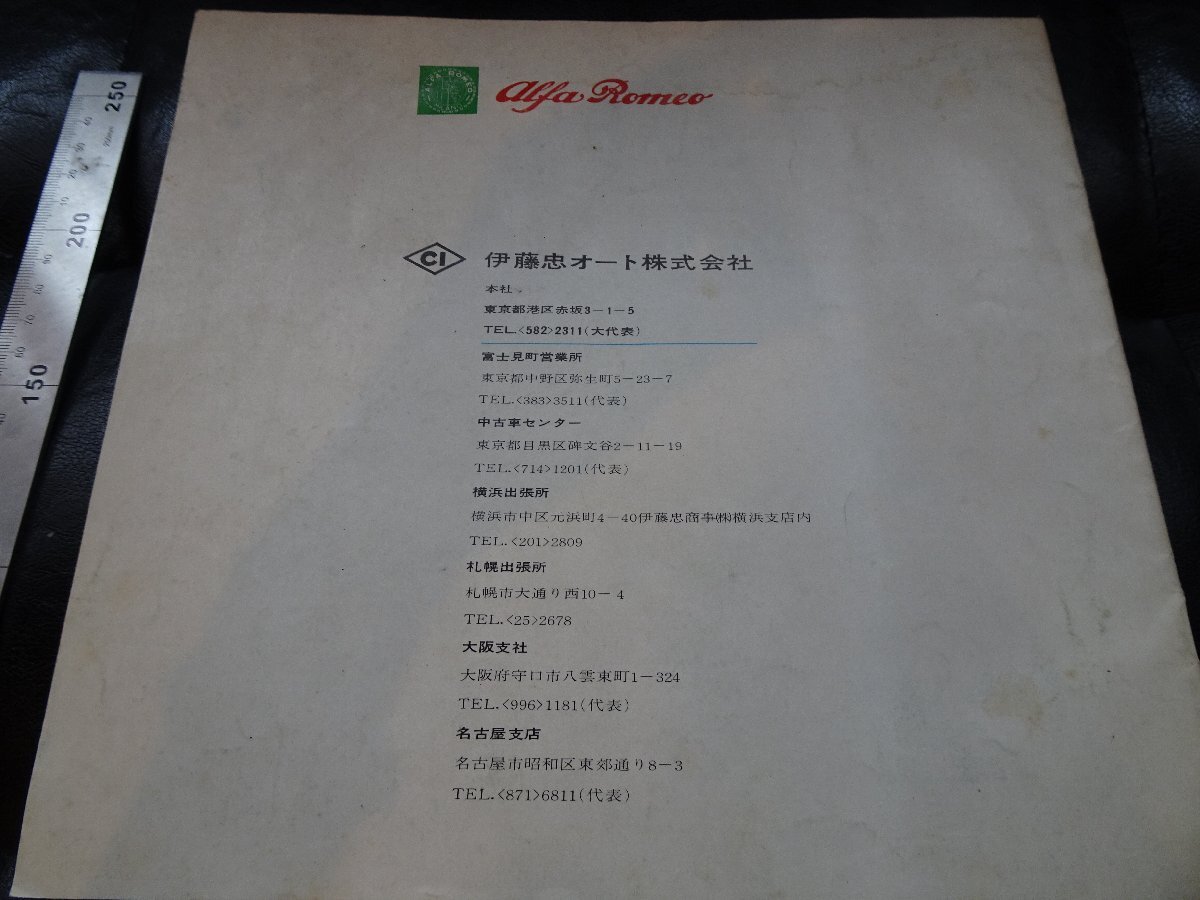 ALFA ROMEO
Alfa Romeo
CI 伊藤忠オート株式会社
本社
東京都港区赤坂3-1-5
TEL.<582>2311(大代表)
富士見町営業所
東京都中野区弥生町5-23-7
TEL.<383>3511(代表)
中古車センター
東京都目黒区碑文谷2-11-19
TEL.<714>1201(代表)
横浜出張所
横浜市中区元浜町4-40伊藤忠商事㈱横浜支店内
TEL.<201>2809
札幌出張所
札幌市大通り西10-4
TEL.<25>2678
大阪支社
大阪府守口市八雲東町1-324
TEL.<996>1181(代表)
名古屋支店
名古屋市昭和区東郊通り8-3
TEL.<871>6811(代表)
250
200
150